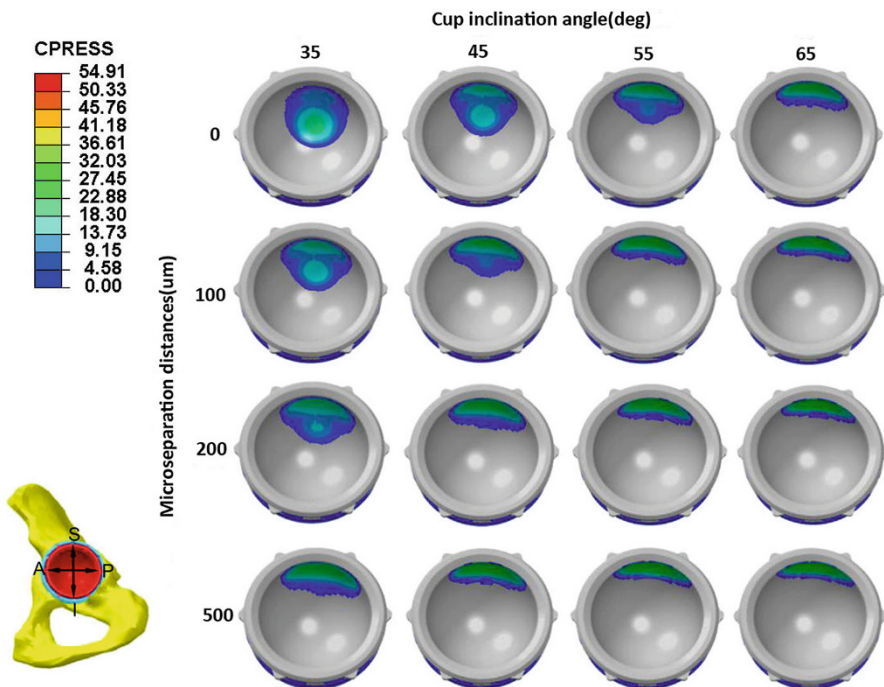 Cup inclination angle(deg)
35 45 55 65
CPRESS
54.91
50.33
45.76
41.18
36.61
32.03
27.45
22.88
18.30
13.73
9.15
4.58
0.00
Microseparation distances(um)
0
100
200
500
S
A P
I